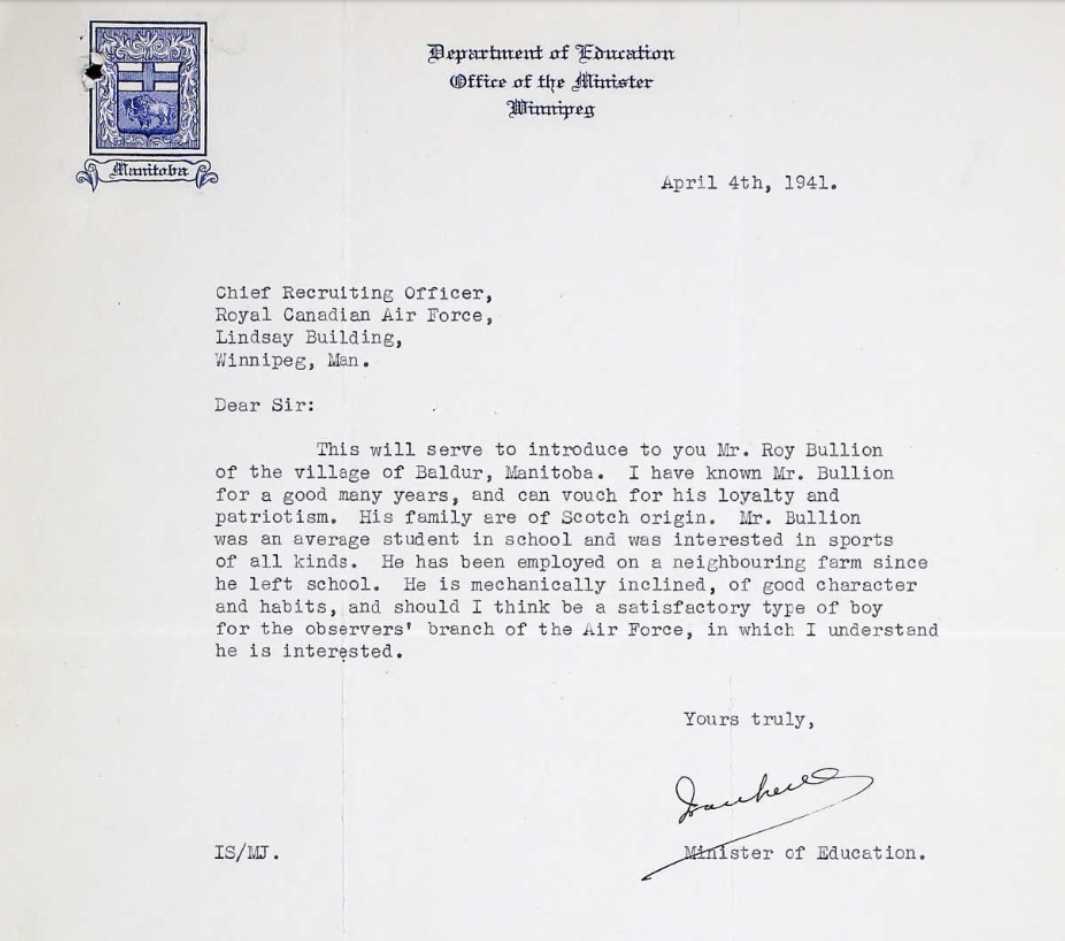 Department of Education
Office of the Minister
Winnipeg
Manitoba
April 4th, 1941.
Chief Recruiting Officer,
Royal Canadian Air Force,
Lindsay Building,
Winnipeg, Man.
Dear Sir:
This will serve to introduce to you Mr. Roy Bullion
of the village of Baldur, Manitoba. I have known Mr. Bullion
for a good many years, and can vouch for his loyalty and
patriotism. His family are of Scotch origin. Mr. Bullion
was an average student in school and was interested in sports
of all kinds. He has been employed on a neighbouring farm since
he left school. He is mechanically inclined, of good character
and habits, and should I think be a satisfactory type of boy
for the observers' branch of the Air Force, in which I understand
he is interested.
Yours truly,
Minister of Education.
IS/MJ.